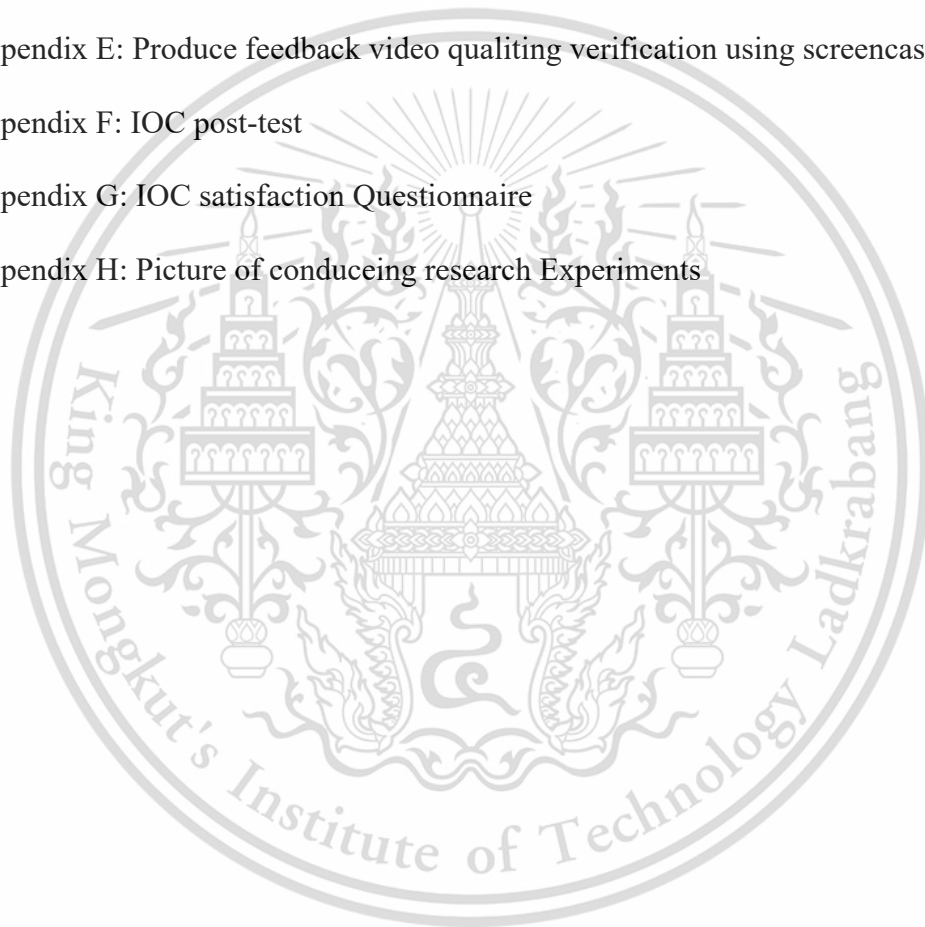 pendix E: Produce feedback video qualiting verification using screencas
pendix F: IOC post-test
pendix G: IOC satisfaction Questionnaire
pendix H: Picture of conduceing research Experiments
King Mongkut's Institute of Technology Ladkrabang